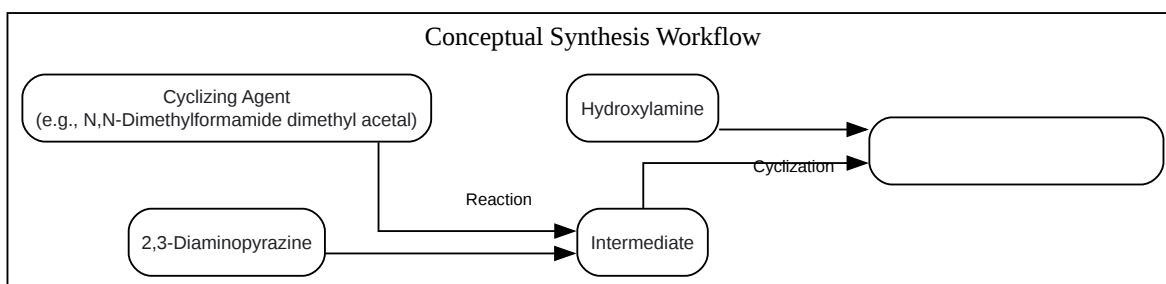 Conceptual Synthesis Workflow
Cyclizing Agent
(e.g., N,N-Dimethylformamide dimethyl acetal)
Hydroxylamine
Cyclization
Reaction
2,3-Diaminopyrazine
Intermediate